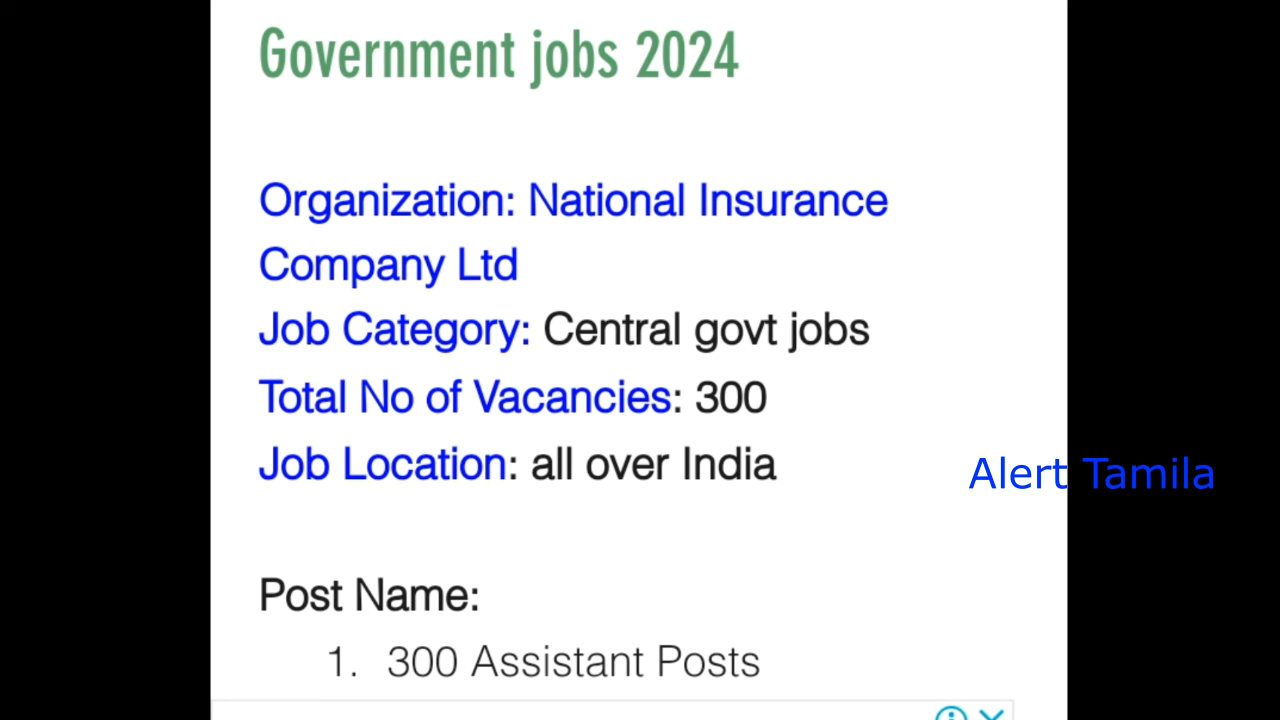 Government jobs 2024
Organization: National Insurance
Company Ltd
Job Category: Central govt jobs
Total No of Vacancies: 300
Job Location: all over India
Alert Tamila
Post Name:
1. 300 Assistant Posts